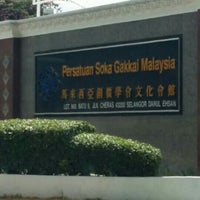 Persatuan Soka Gakkai Malaysia
馬來西亞創價學會文化會館
LOT. 943, BATU 9, JLN CHERAS 43200 SELANGOR DARUL EHSAN